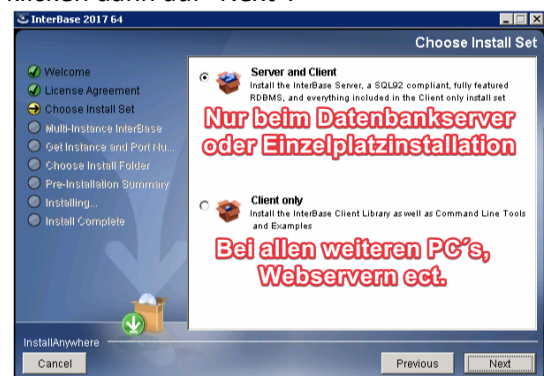 klicken dann auf "Next".
InterBase 2017 64
Choose Install Set
Welcome
License Agreement
Choose Install Set
Multi-Instance InterBase
Get Instance and Port Nu...
Choose Install Folder
Pre-Installation Summary
Installing...
Install Complete
Server and Client
Install the InterBase Server, a SQL92 compliant, fully featured
RDBMS, and everything included in the Client only install set
Nur beim Datenbankserver
oder Einzelplatzinstallation
Client only
Install the InterBase Client Library as well as Command Line Tools
and Examples
Bei allen weiteren PC´s,
Webservern ect.
InstallAnywhere
Cancel
Previous
Next